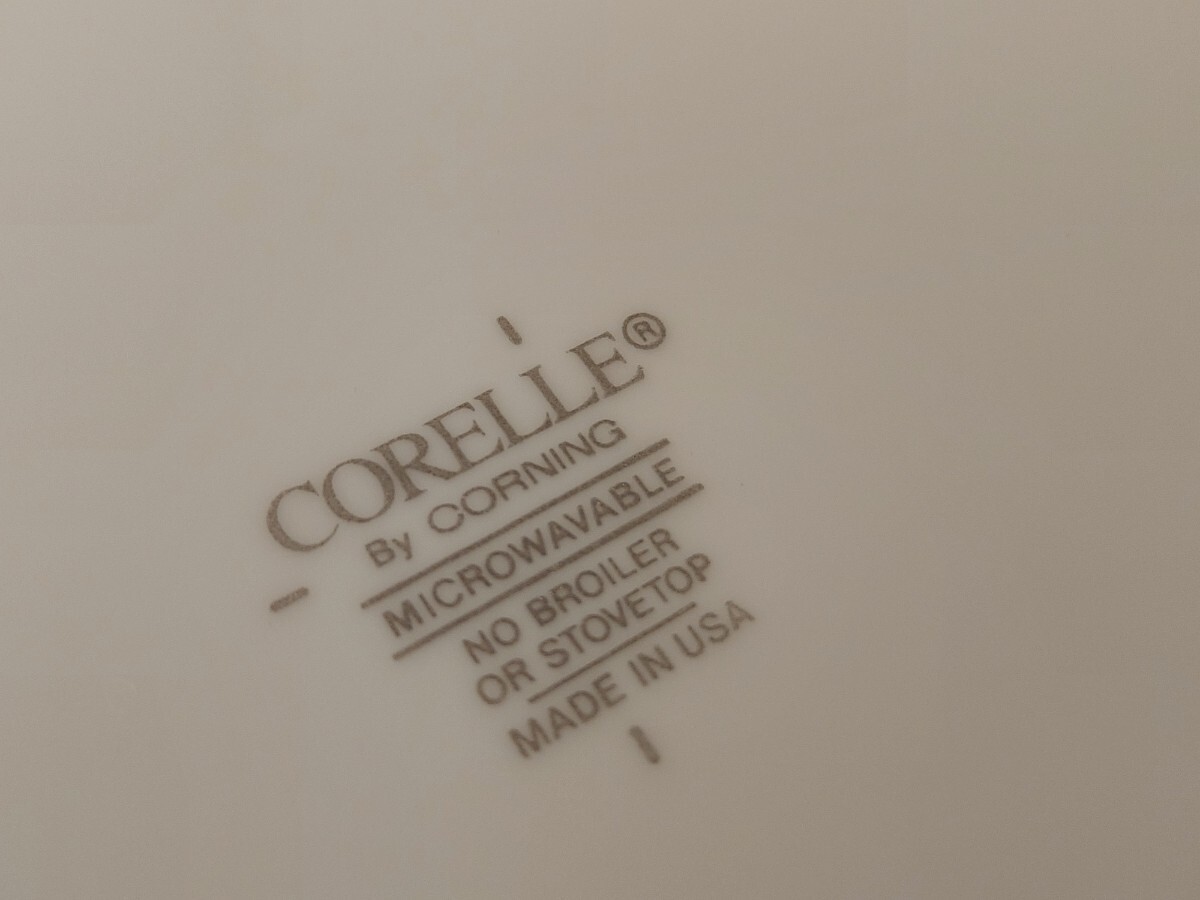 CORELLE®
By CORNING
MICROWAVABLE
NO BROILER
OR STOVETOP
MADE IN USA